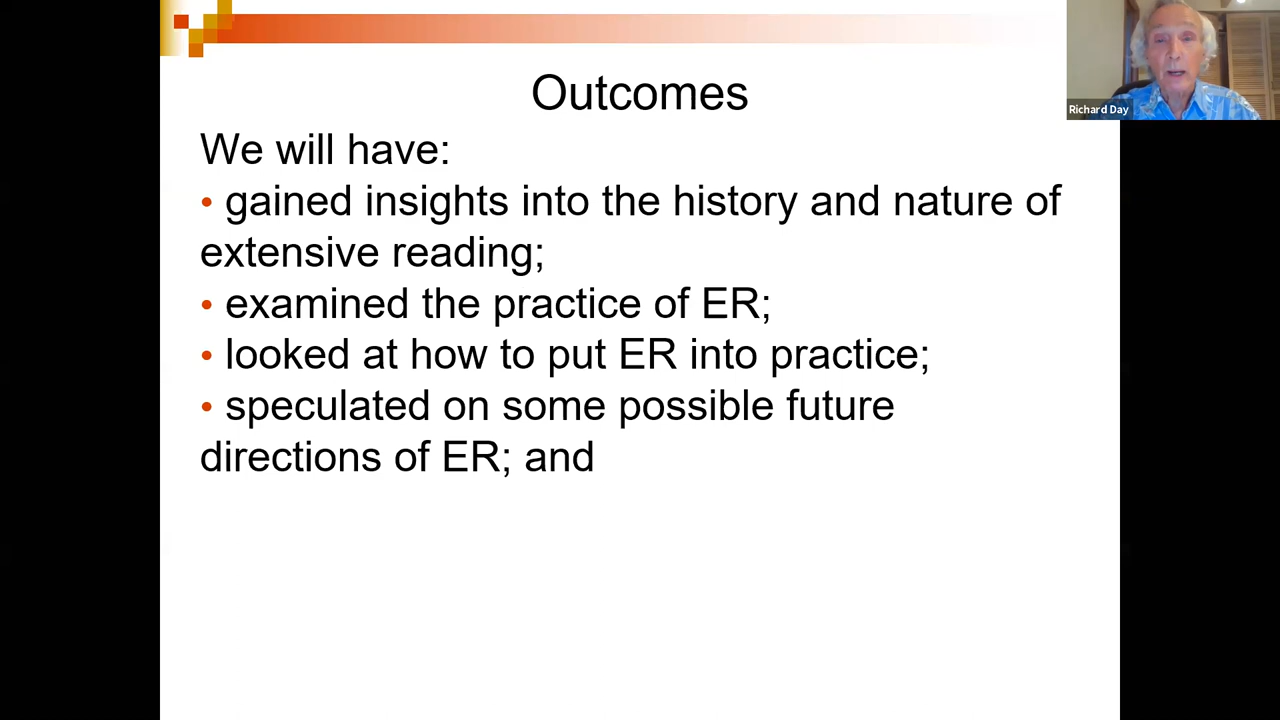 Outcomes
Richard Day
We will have:
• gained insights into the history and nature of
extensive reading;
• examined the practice of ER;
• looked at how to put ER into practice;
• speculated on some possible future
directions of ER; and